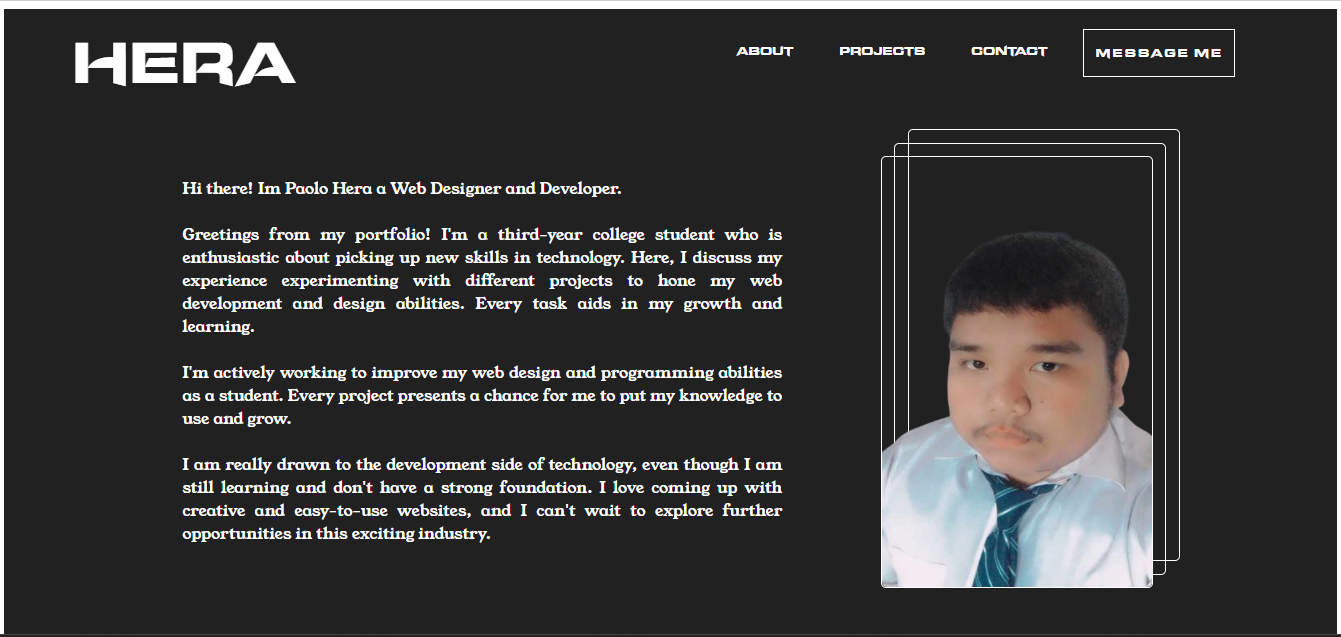 HERA
ABOUT
PROJECTS
CONTACT
MESSAGE ME
Hi there! Im Paolo Hera a Web Designer and Developer.
Greetings from my portfolio! I'm a third-year college student who is
enthusiastic about picking up new skills in technology. Here, I discuss my
experience experimenting with different projects to hone my web
development and design abilities. Every task aids in my growth and
learning.
I'm actively working to improve my web design and programming abilities
as a student. Every project presents a chance for me to put my knowledge to
use and grow.
I am really drawn to the development side of technology, even though I am
still learning and don't have a strong foundation. I love coming up with
creative and easy-to-use websites, and I can't wait to explore further
opportunities in this exciting industry.